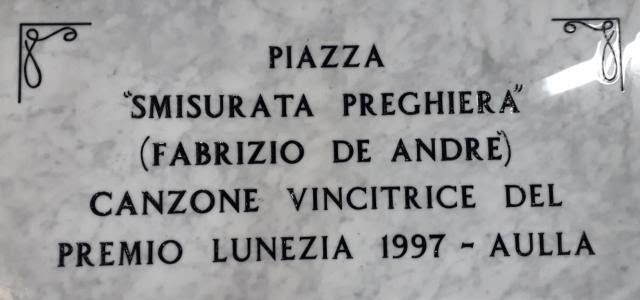 PIAZZA
"SMISURATA PREGHIERA"
(FABRIZIO DE ANDRÈ)
CANZONE VINCITRICE DEL
PREMIO LUNEZIA 1997 - AULLA